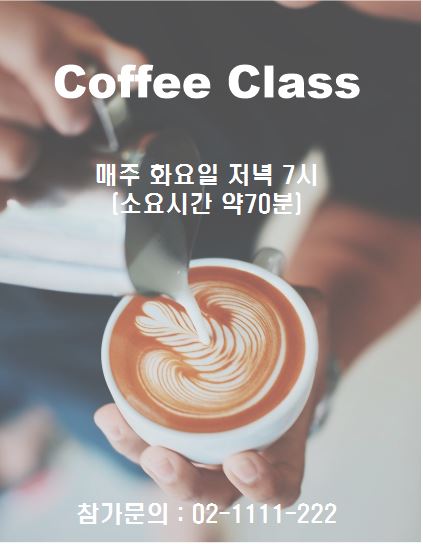 Coffee Class
매주 화요일 저녁 7시
(소요시간 약70분)
참가문의 : 02-1111-222